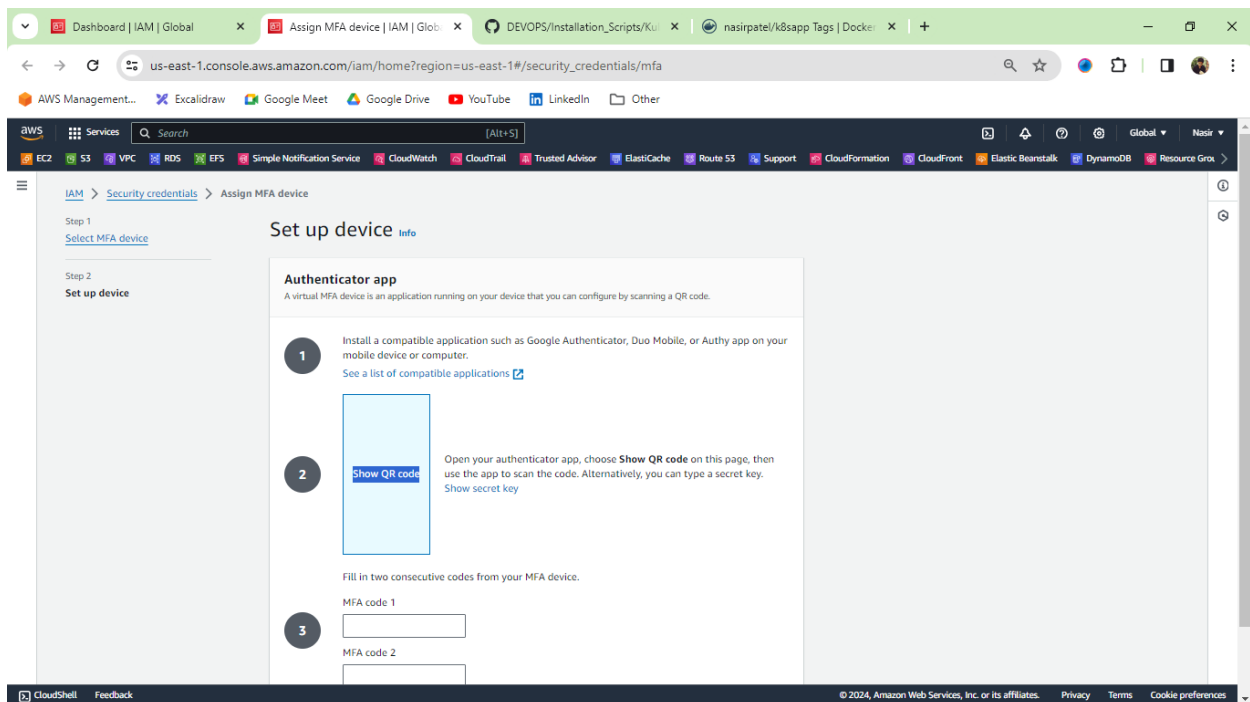 Dashboard | IAM | Global
Assign MFA device | IAM | Glob
DEVOPS/Installation_Scripts/Ku
nasirpatel/k8sapp Tags | Docker
us-east-1.console.aws.amazon.com/iam/home?region=us-east-1#/security_credentials/mfa
AWS Management... Excalidraw Google Meet Google Drive YouTube LinkedIn Other
aws Services Search [Alt+S] Global Nasir
EC2 S3 VPC RDS EFS Simple Notification Service CloudWatch CloudTrail Trusted Advisor ElastiCache Route 53 Support CloudFormation CloudFront Elastic Beanstalk DynamoDB Resource Grou
IAM > Security credentials > Assign MFA device
Step 1
Select MFA device
Step 2
Set up device
Set up device Info
Authenticator app
A virtual MFA device is an application running on your device that you can configure by scanning a QR code.
1
Install a compatible application such as Google Authenticator, Duo Mobile, or Authy app on your
mobile device or computer.
See a list of compatible applications
2
Show QR code
Open your authenticator app, choose Show QR code on this page, then
use the app to scan the code. Alternatively, you can type a secret key.
Show secret key
Fill in two consecutive codes from your MFA device.
3
MFA code 1
MFA code 2
CloudShell Feedback © 2024, Amazon Web Services, Inc. or its affiliates. Privacy Terms Cookie preferences